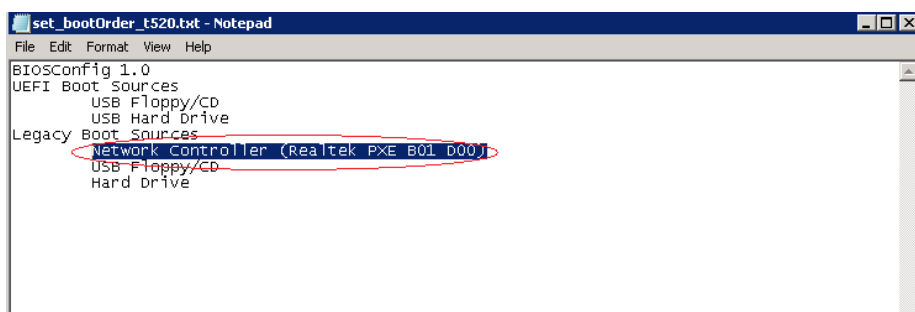 set_bootOrder_t520.txt - Notepad
File Edit Format View Help
BIOSConfig 1.0
UEFI Boot Sources
USB Floppy/CD
USB Hard Drive
Legacy Boot Sources
Network Controller (Realtek PXE B01 D00)
USB Floppy/CD
Hard Drive